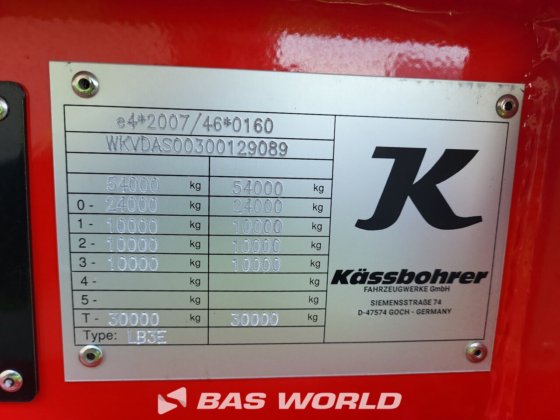 e4*2007/46*0160
WKVDAS00300129089
54000 kg 54000 kg
0- 24000 kg 24000 kg
1 - 10000 kg 10000 kg
2 - 10000 kg 10000 kg
3 - 10000 kg 10000 kg
4 - kg kg
5 - kg kg
T - 30000 kg 30000 kg
Type: LB3E
K
Kässbohrer
FAHRZEUGWERKE GmbH
SIEMENSSTRAßE 74
D-47574 GOCH - GERMANY
BAS WORLD